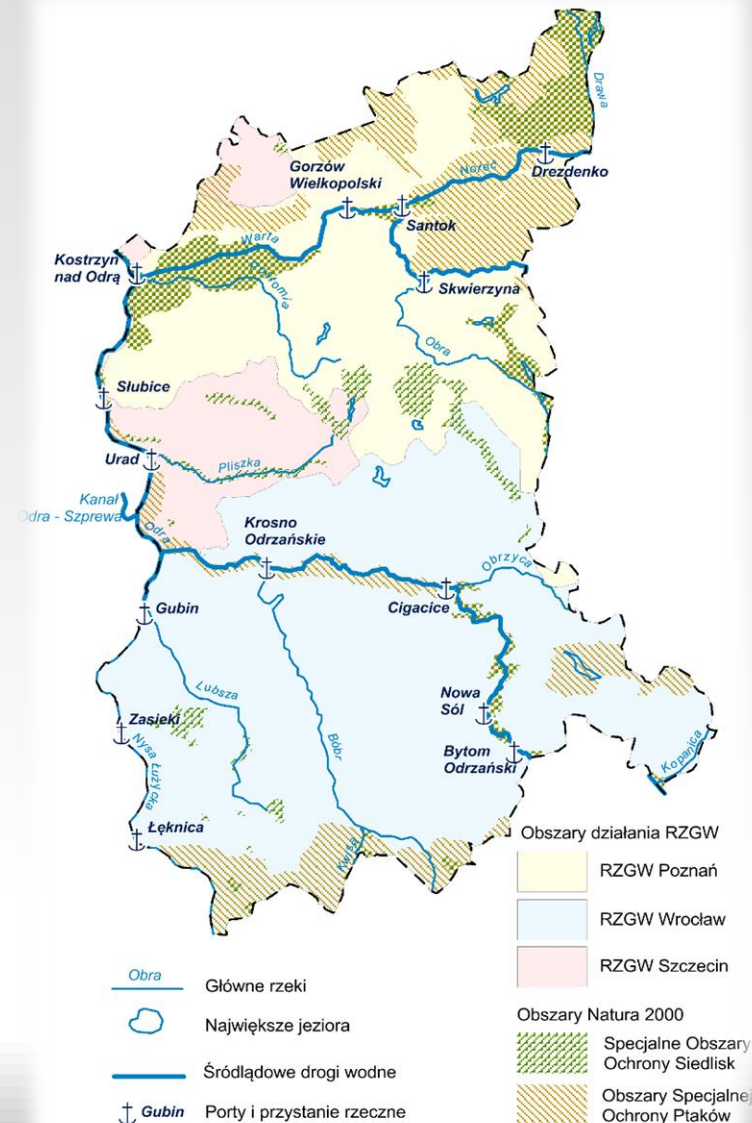 Drawa
Gorzów
Wielkopolski
Noteć
Drezdenko
Santok
Kostrzyn
nad Odrą
Warta
Skwierzyna
Obra
Słubice
Urad
Pliszka
Kanał
Odra - Szprewa
Odra
Krosno
Odrzańskie
Obrzyca
Cigacice
Gubin
Lubsza
Nowa
Sól
Zasieki
Bóbr
Bytom
Odrzański
Nysa Łużycka
Kopanica
Łęknica
Kwisa
Obszary działania RZGW
RZGW Poznań
RZGW Wrocław
RZGW Szczecin
Obra
Główne rzeki
Największe jeziora
Śródlądowe drogi wodne
Gubin
Porty i przystanie rzeczne
Obszary Natura 2000
Specjalne Obszary
Ochrony Siedlisk
Obszary Specjalnej
Ochrony Ptaków